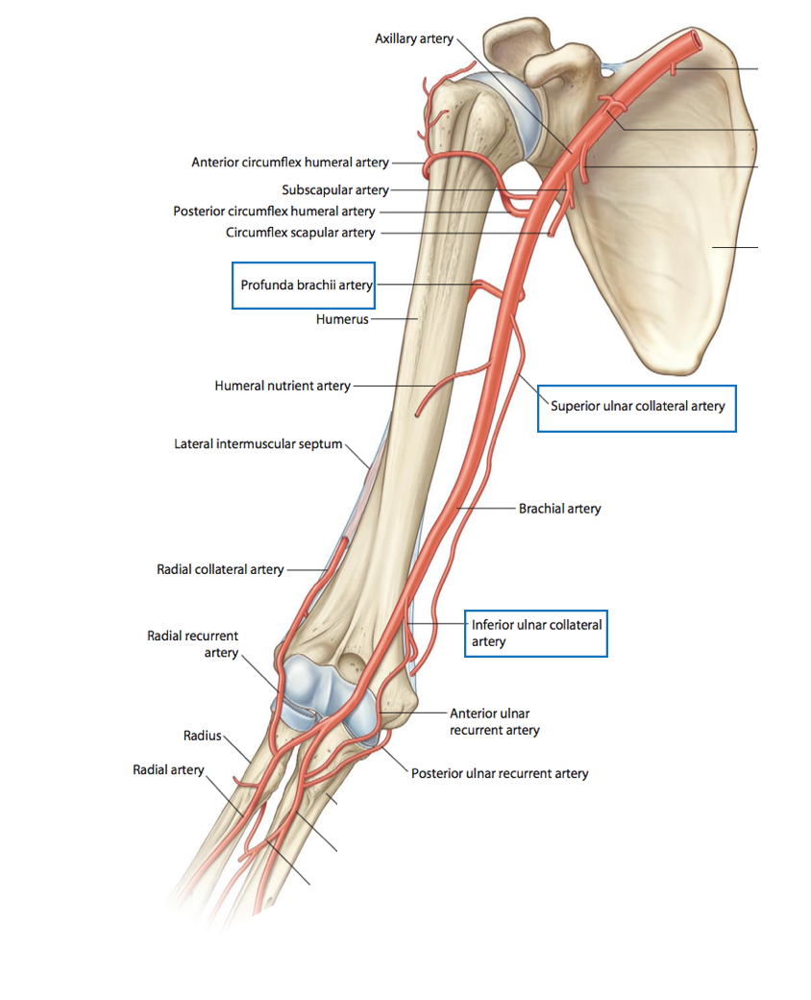 Axillary artery
Anterior circumflex humeral artery
Subscapular artery
Posterior circumflex humeral artery
Circumflex scapular artery
Profunda brachii artery
Humerus
Humeral nutrient artery
Superior ulnar collateral artery
Lateral intermuscular septum
Brachial artery
Radial collateral artery
Inferior ulnar collateral
artery
Radial recurrent
artery
Anterior ulnar
recurrent artery
Radius
Radial artery
Posterior ulnar recurrent artery